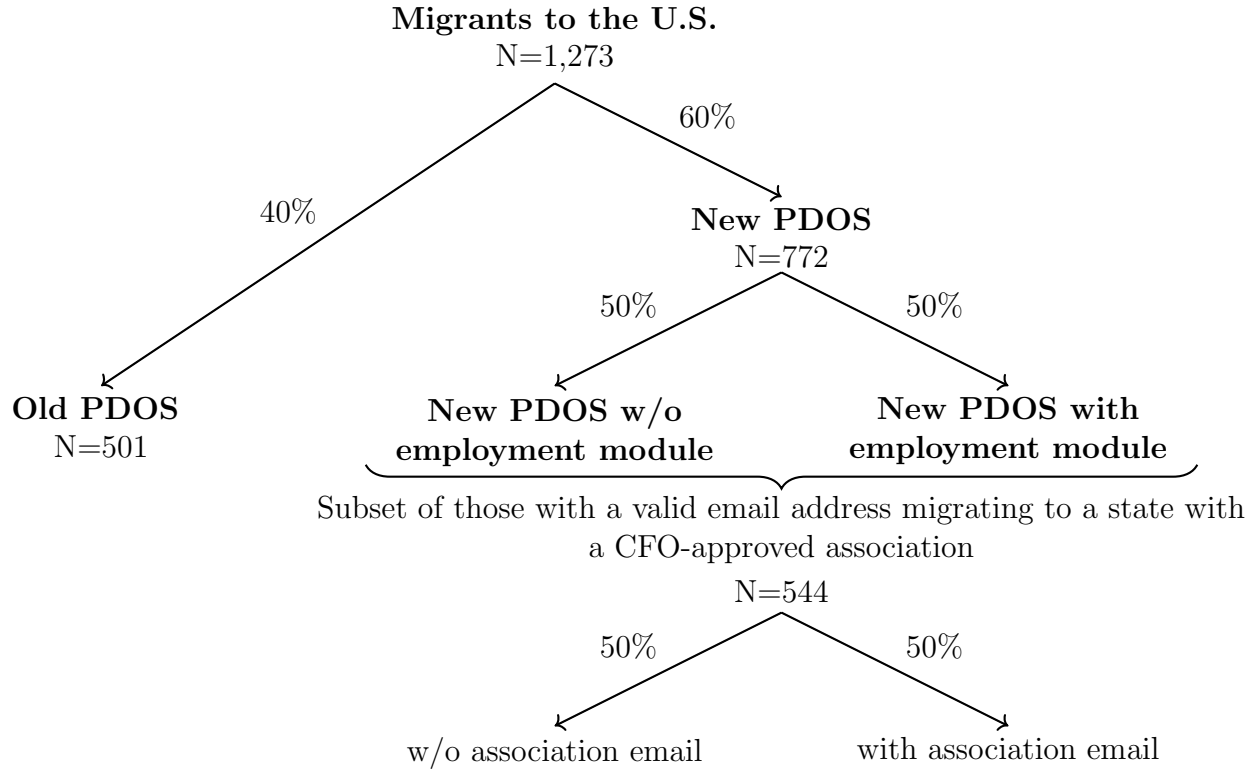 Migrants to the U.S.
N=1,273
60%
40%
New PDOS
N=772
50%
50%
Old PDOS
N=501
New PDOS w/o
employment module
New PDOS with
employment module
Subset of those with a valid email address migrating to a state with
a CFO-approved association
N=544
50%
50%
w/o association email
with association email